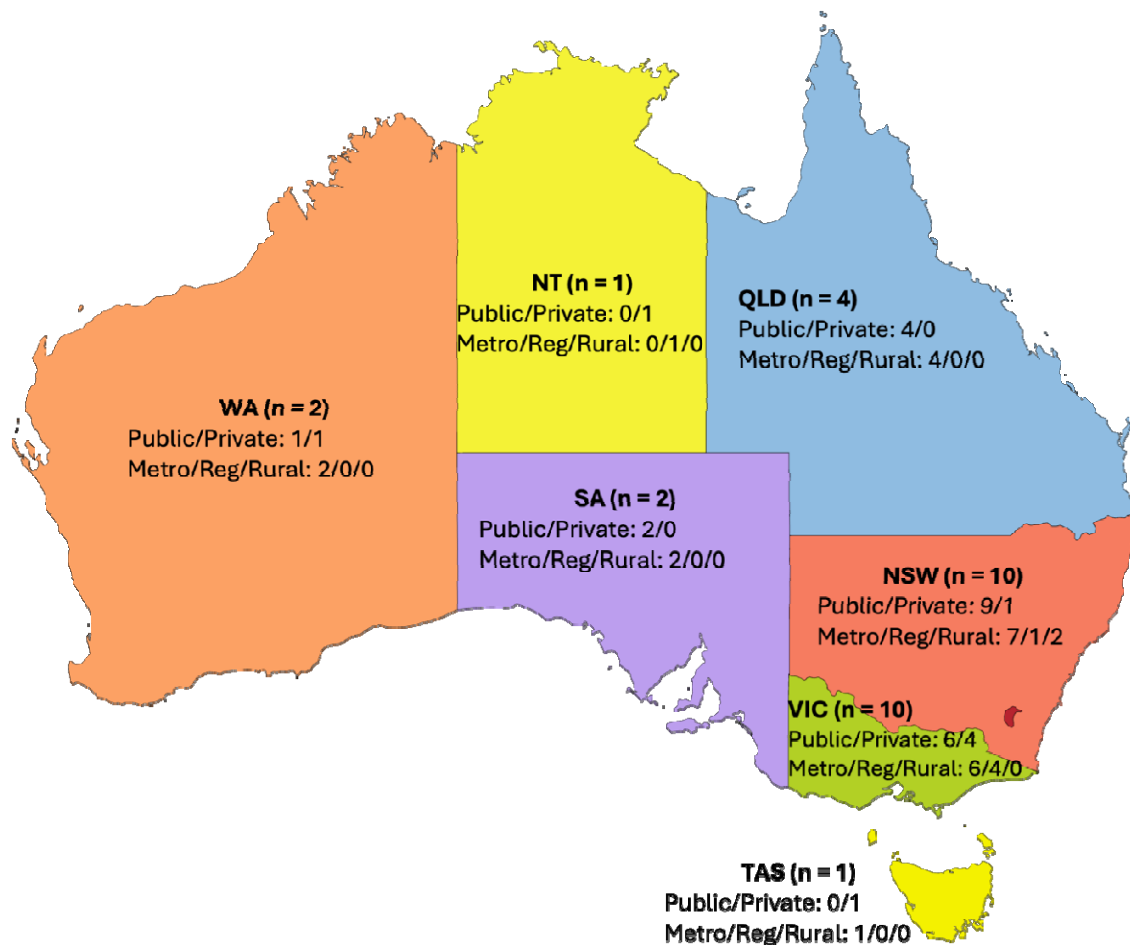 NT (n = 1)
Public/Private: 0/1
Metro/Reg/Rural: 0/1/0
QLD (n = 4)
Public/Private: 4/0
Metro/Reg/Rural: 4/0/0
WA (n = 2)
Public/Private: 1/1
Metro/Reg/Rural: 2/0/0
SA (n = 2)
Public/Private: 2/0
Metro/Reg/Rural: 2/0/0
NSW (n = 10)
Public/Private: 9/1
Metro/Reg/Rural: 7/1/2
VIC (n = 10)
Public/Private: 6/4
Metro/Reg/Rural: 6/4/0
TAS (n = 1)
Public/Private: 0/1
Metro/Reg/Rural: 1/0/0